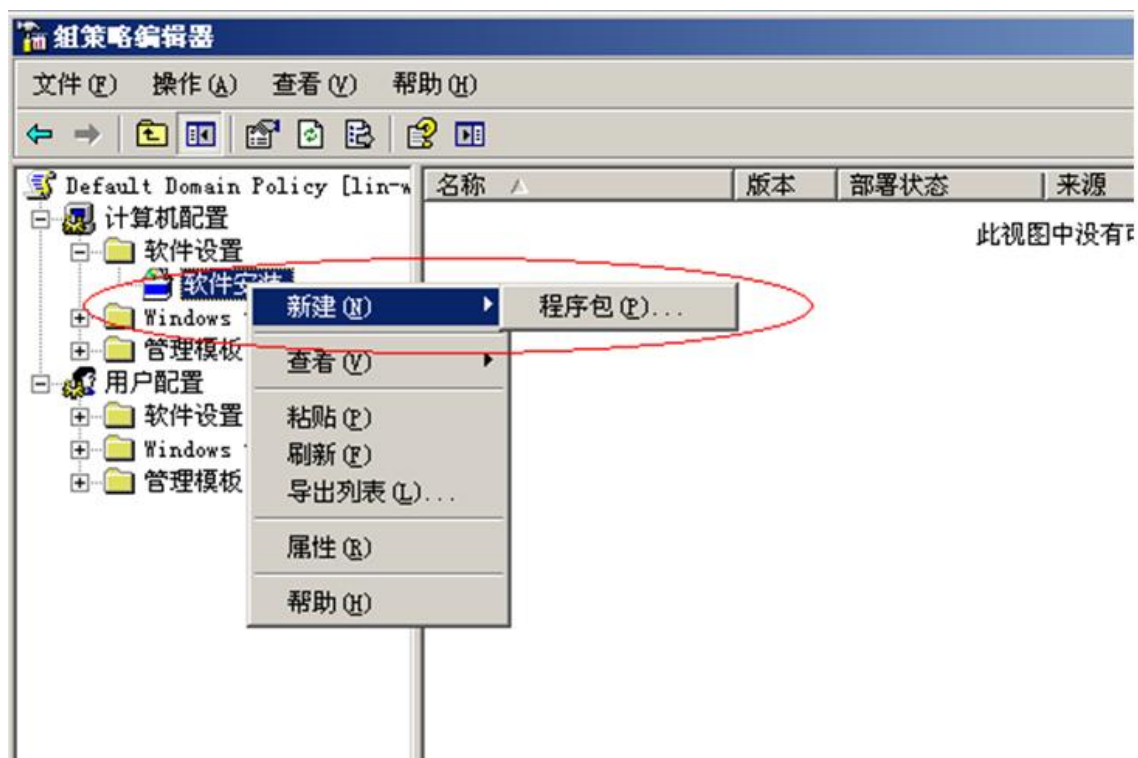 组策略编辑器
文件(F) 操作(A) 查看(V) 帮助(H)
Default Domain Policy [lin-w
名称 版本 部署状态 来源
计算机配置
此视图中没有可
软件设置
软件安装
新建(N) 程序包(P)...
Windows
管理模板
查看(V)
用户配置
软件设置
粘贴(P)
Windows
刷新(F)
管理模板
导出列表(L)...
属性(R)
帮助(H)